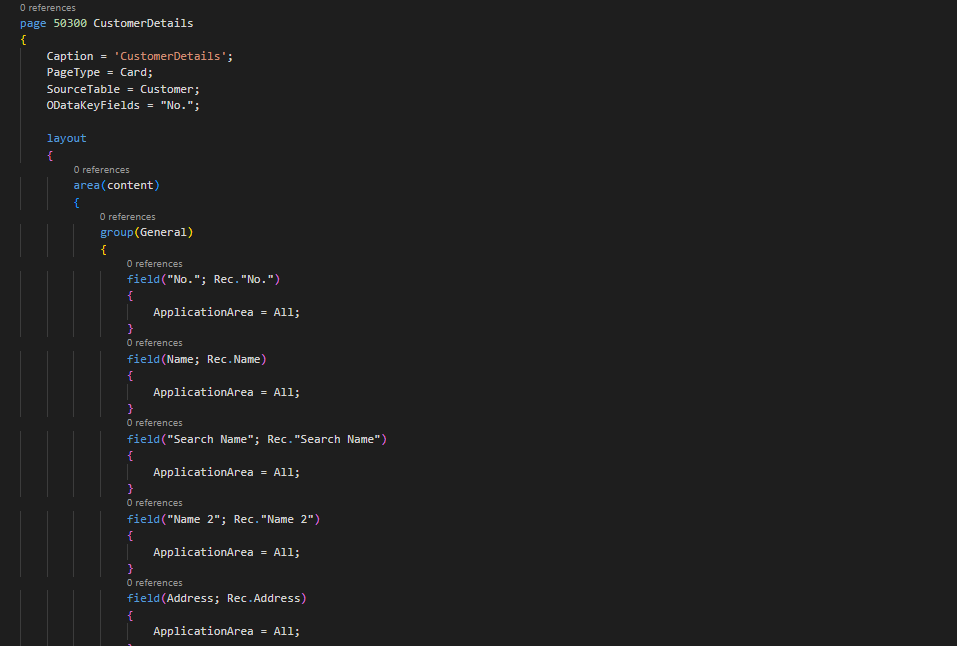 0 references
page 50300 CustomerDetails
{
Caption = 'CustomerDetails';
PageType = Card;
SourceTable = Customer;
ODataKeyFields = "No.";
layout
{
0 references
area(content)
{
0 references
group(General)
{
0 references
field("No."; Rec."No.")
{
ApplicationArea = All;
}
0 references
field(Name; Rec.Name)
{
ApplicationArea = All;
}
0 references
field("Search Name"; Rec."Search Name")
{
ApplicationArea = All;
}
0 references
field("Name 2"; Rec."Name 2")
{
ApplicationArea = All;
}
0 references
field(Address; Rec.Address)
{
ApplicationArea = All;